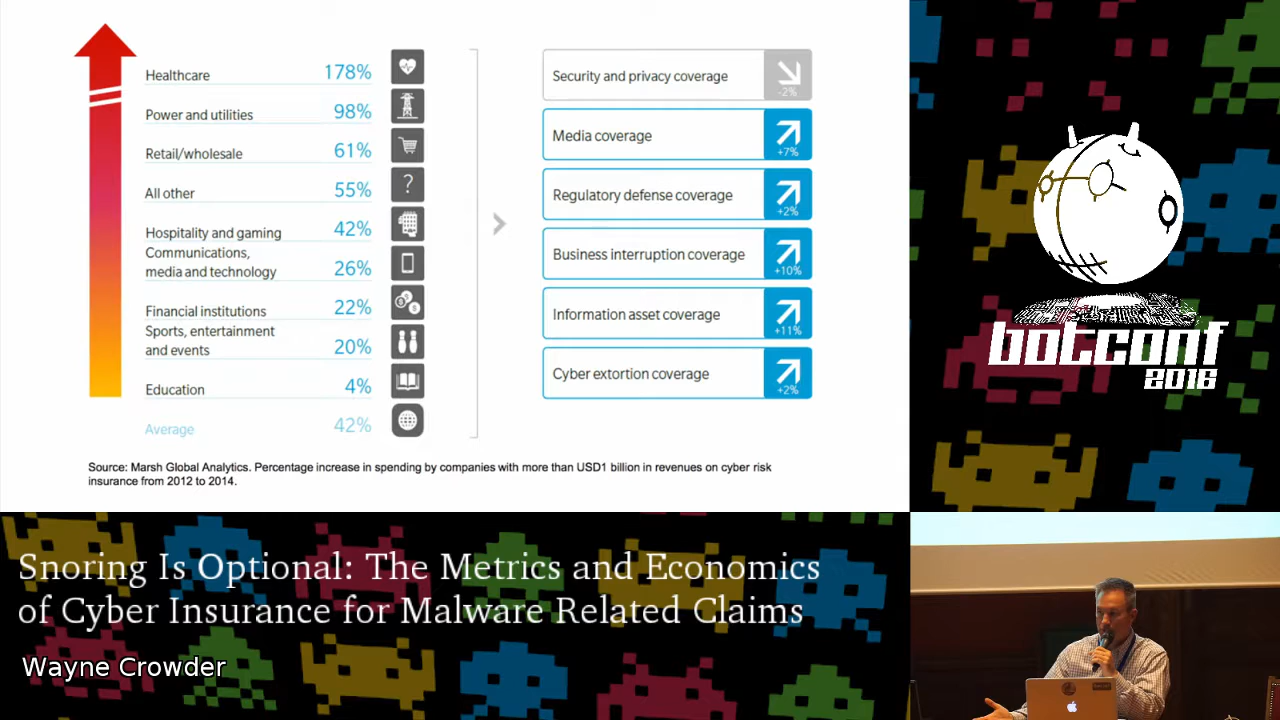 Healthcare 178%
Power and utilities 98%
Retail/wholesale 61%
All other 55%
?
Hospitality and gaming 42%
Communications,
media and technology 26%
Financial institutions 22%
Sports, entertainment
and events 20%
Education 4%
Average 42%
Security and privacy coverage -2%
Media coverage +7%
Regulatory defense coverage +2%
Business interruption coverage +10%
Information asset coverage +11%
Cyber extortion coverage +2%
Source: Marsh Global Analytics. Percentage increase in spending by companies with more than USD1 billion in revenues on cyber risk
insurance from 2012 to 2014.
botconf
2016
Snoring Is Optional: The Metrics and Economics
of Cyber Insurance for Malware Related Claims
Wayne Crowder